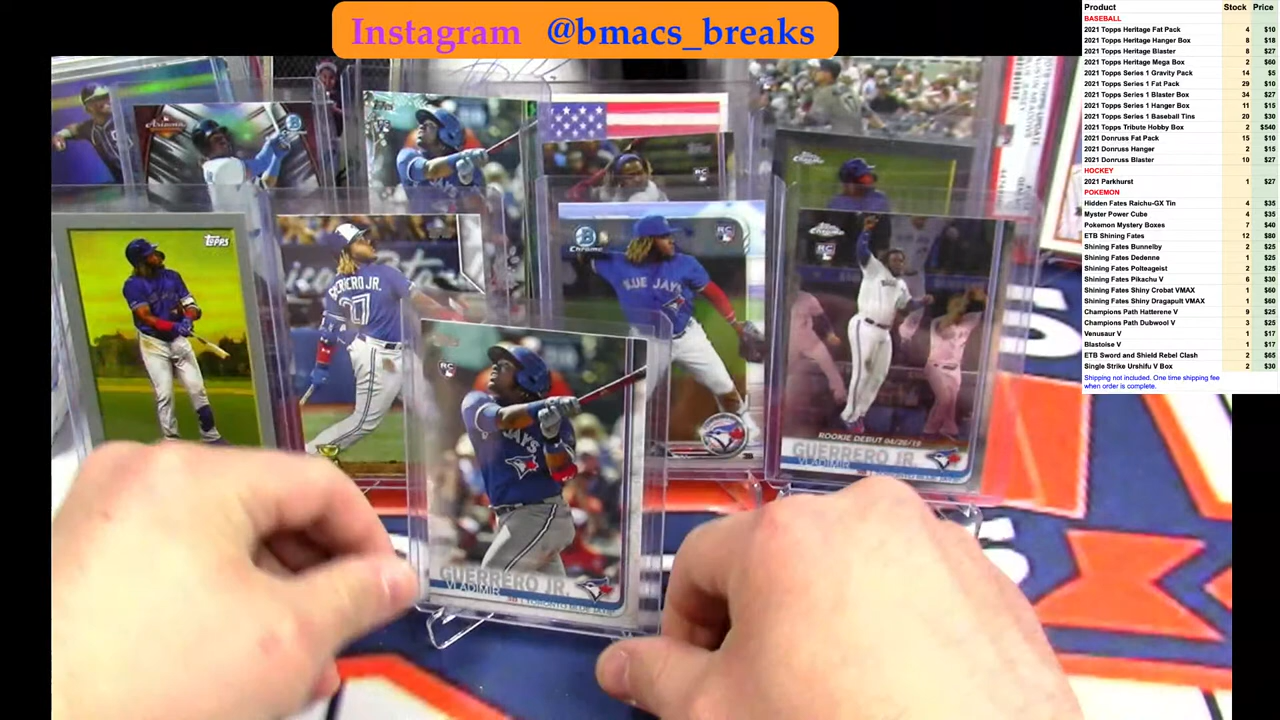 Instagram @bmacs_breaks
Product Stock Price
BASEBALL
2021 Topps Heritage Fat Pack 4 $10
2021 Topps Heritage Hanger Box 8 $18
2021 Topps Heritage Blaster 8 $27
2021 Topps Heritage Mega Box 2 $60
2021 Topps Series 1 Gravity Pack 14 $5
2021 Topps Series 1 Fat Pack 29 $10
2021 Topps Series 1 Blaster Box 34 $27
2021 Topps Series 1 Hanger Box 11 $15
2021 Topps Series 1 Baseball Tins 20 $30
2021 Topps Tribute Hobby Box 2 $540
2021 Donruss Fat Pack 15 $10
2021 Donruss Hanger 2 $15
2021 Donruss Blaster 10 $27
HOCKEY
2021 Parkhurst 1 $27
POKEMON
Hidden Fates Raichu-GX Tin 4 $35
Myster Power Cube 4 $35
Pokemon Mystery Boxes 7 $40
ETB Shining Fates 12 $80
Shining Fates Bunnelby 2 $25
Shining Fates Dedenne 1 $25
Shining Fates Polteageist 2 $25
Shining Fates Pikachu V 6 $30
Shining Fates Shiny Crobat VMAX 1 $60
Shining Fates Shiny Dragapult VMAX 1 $60
Champions Path Hatterene V 9 $25
Champions Path Dubwool V 3 $25
Venusaur V 1 $17
Blastoise V 1 $17
ETB Sword and Shield Rebel Clash 2 $65
Single Strike Urshifu V Box 2 $30
Shipping not included. One time shipping fee
when order is complete.
Arizona
RC
Chrome
TOPPS
GUERRERO JR.
27
Chrome
RC
BLUE JAYS
RC
ROOKIE DEBUT 04/26/19
GUERRERO JR.
VLADIMIR
RC
JAYS
GUERRERO JR.
VLADIMIR
3B | TORONTO BLUE JAYS